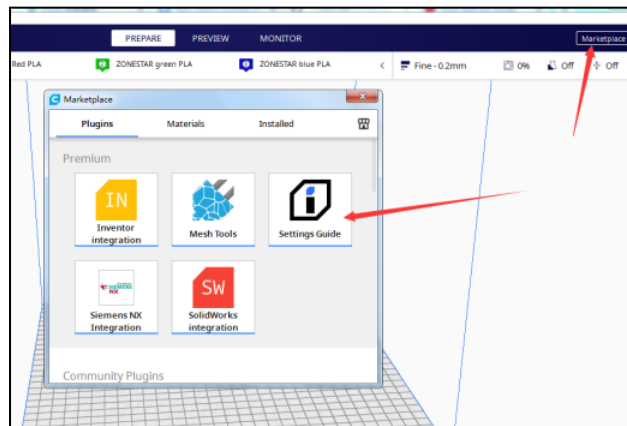 PREPARE PREVIEW MONITOR Marketplace
Red PLA ZONESTAR green PLA ZONESTAR blue PLA < Fine - 0.2mm 0% Off Off
Marketplace
Plugins Materials Installed
Premium
IN
Inventor integration
Mesh Tools
Settings Guide
SIEMENS
NX
Siemens NX
Integration
SW
SolidWorks
integration
Community Plugins